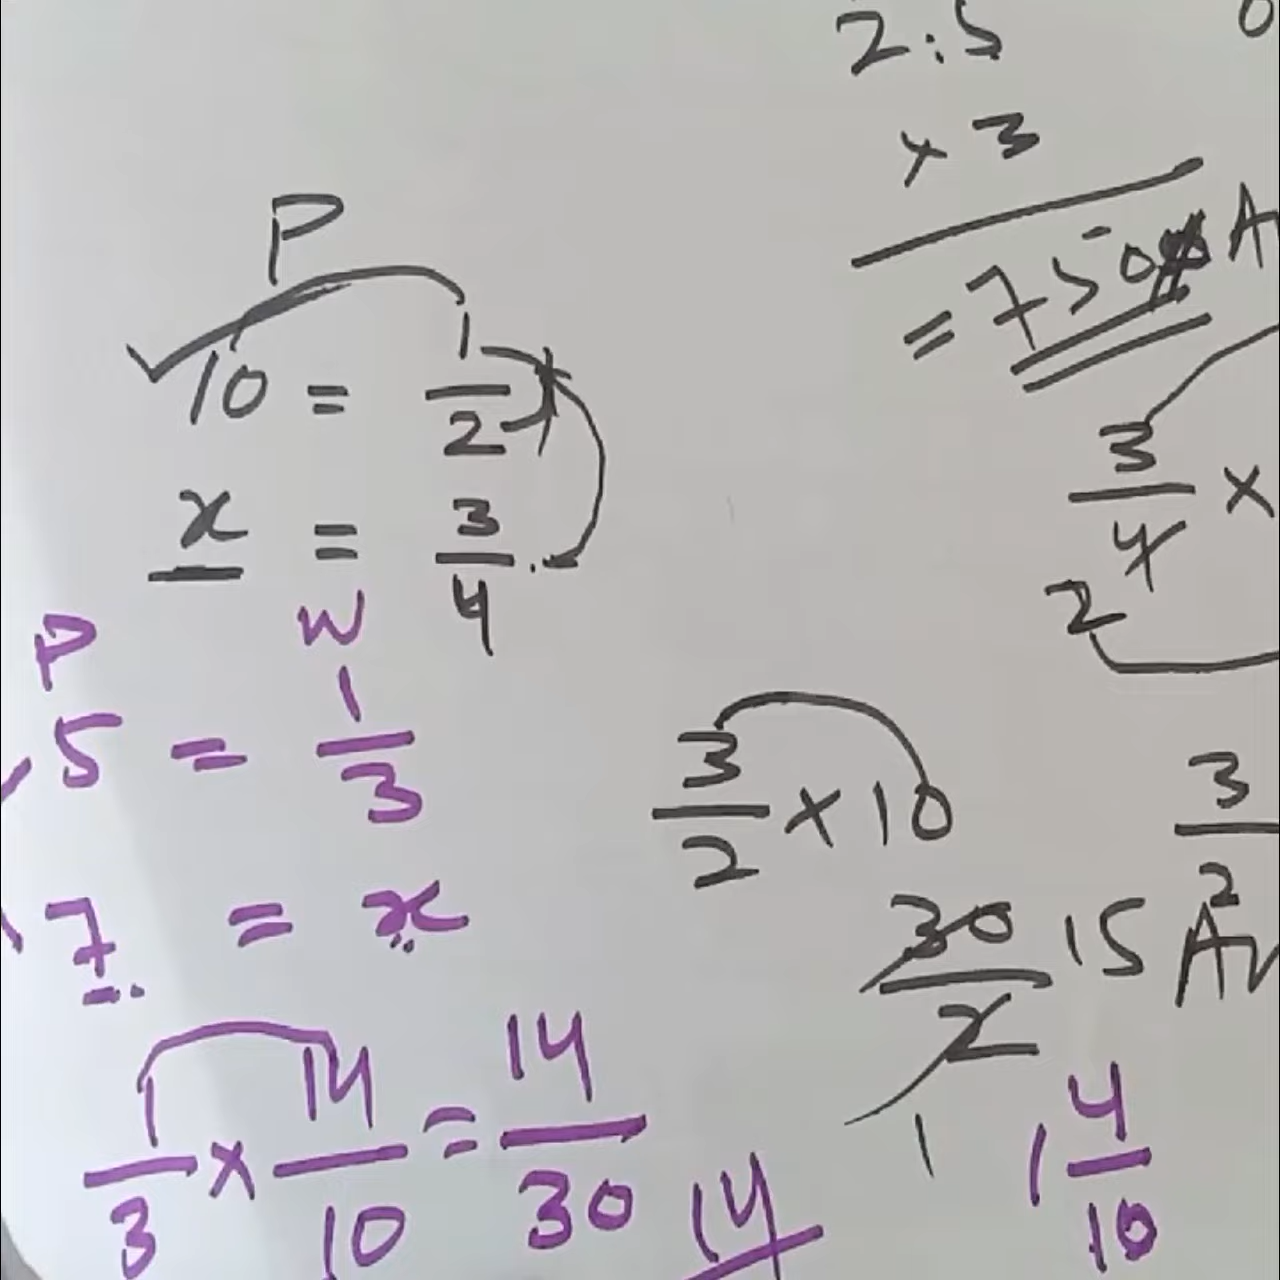 2:5
x 3
= 7500 A
P
10 = 1/2
x = 3/4
3/4 x
2
P W
5 = 1/3
7 = x
3/2 x 10
3/2
30/2 15 A
1
1/3 x 14/10 = 14/30
14
1 4/10